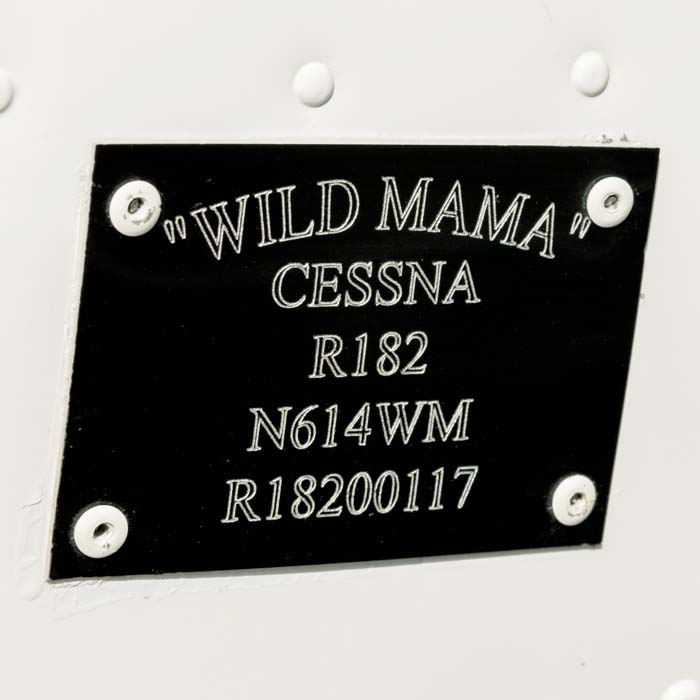 "WILD MAMA"
CESSNA
R182
N614WM
R18200117